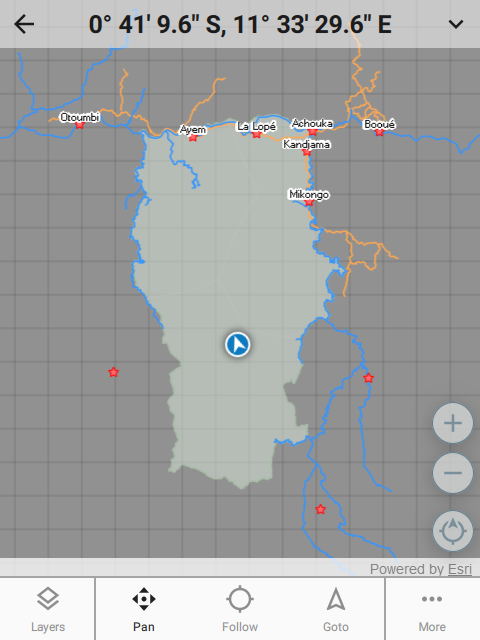 0° 41' 9.6" S, 11° 33' 29.6" E
Otoumbi
Ayem
La Lopé
Achouka
Booué
Kandjama
Mikongo
Powered by Esri
Layers
Pan
Follow
Goto
More